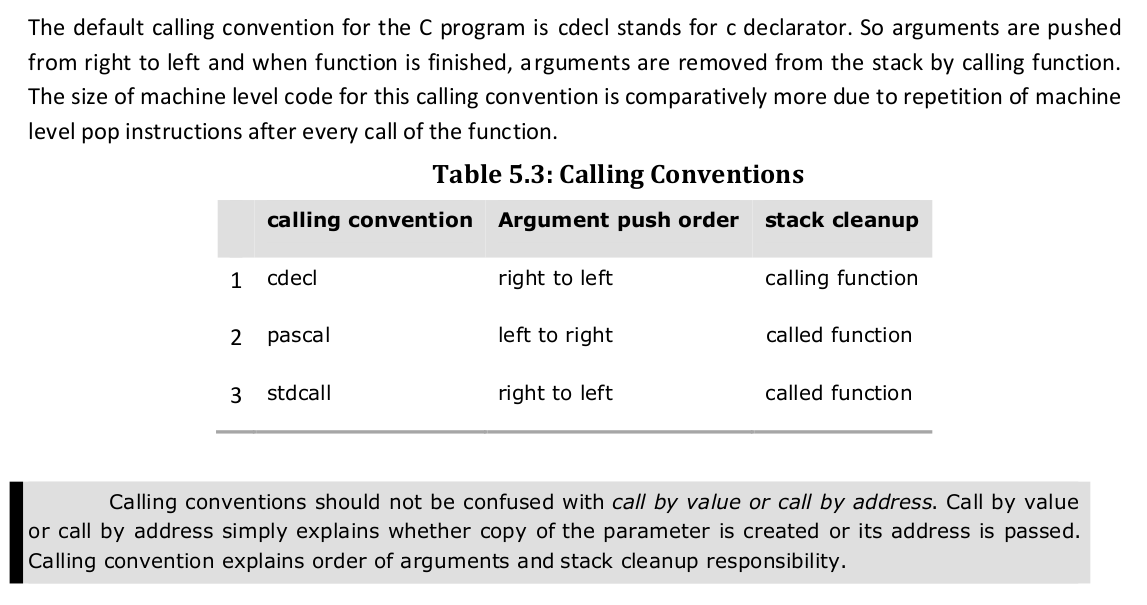 The default calling convention for the C program is cdecl stands for c declarator. So arguments are pushed
from right to left and when function is finished, arguments are removed from the stack by calling function.
The size of machine level code for this calling convention is comparatively more due to repetition of machine
level pop instructions after every call of the function.
Table 5.3: Calling Conventions
calling convention Argument push order stack cleanup
1 cdecl right to left calling function
2 pascal left to right called function
3 stdcall right to left called function
Calling conventions should not be confused with call by value or call by address. Call by value
or call by address simply explains whether copy of the parameter is created or its address is passed.
Calling convention explains order of arguments and stack cleanup responsibility.